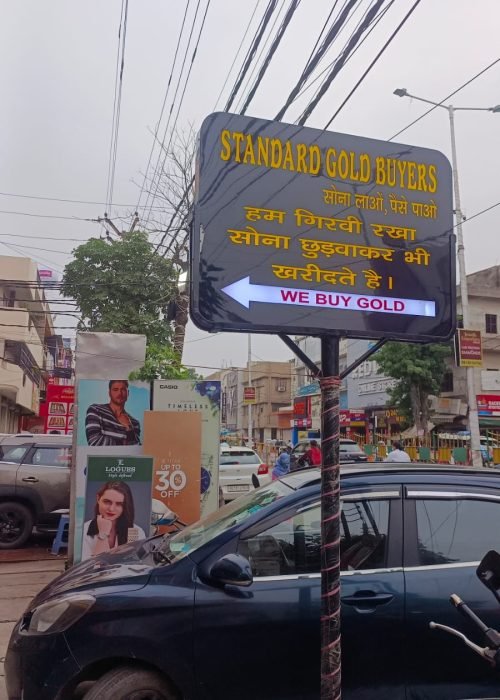 STANDARD GOLD BUYERS
सोना लाओ, पैसे पाओ
हम गिरवी रखा
सोना छुड़वाकर भी
खरीदते है।
WE BUY GOLD
CASIO
TIMELESS
UP TO
30% OFF
LOGUES